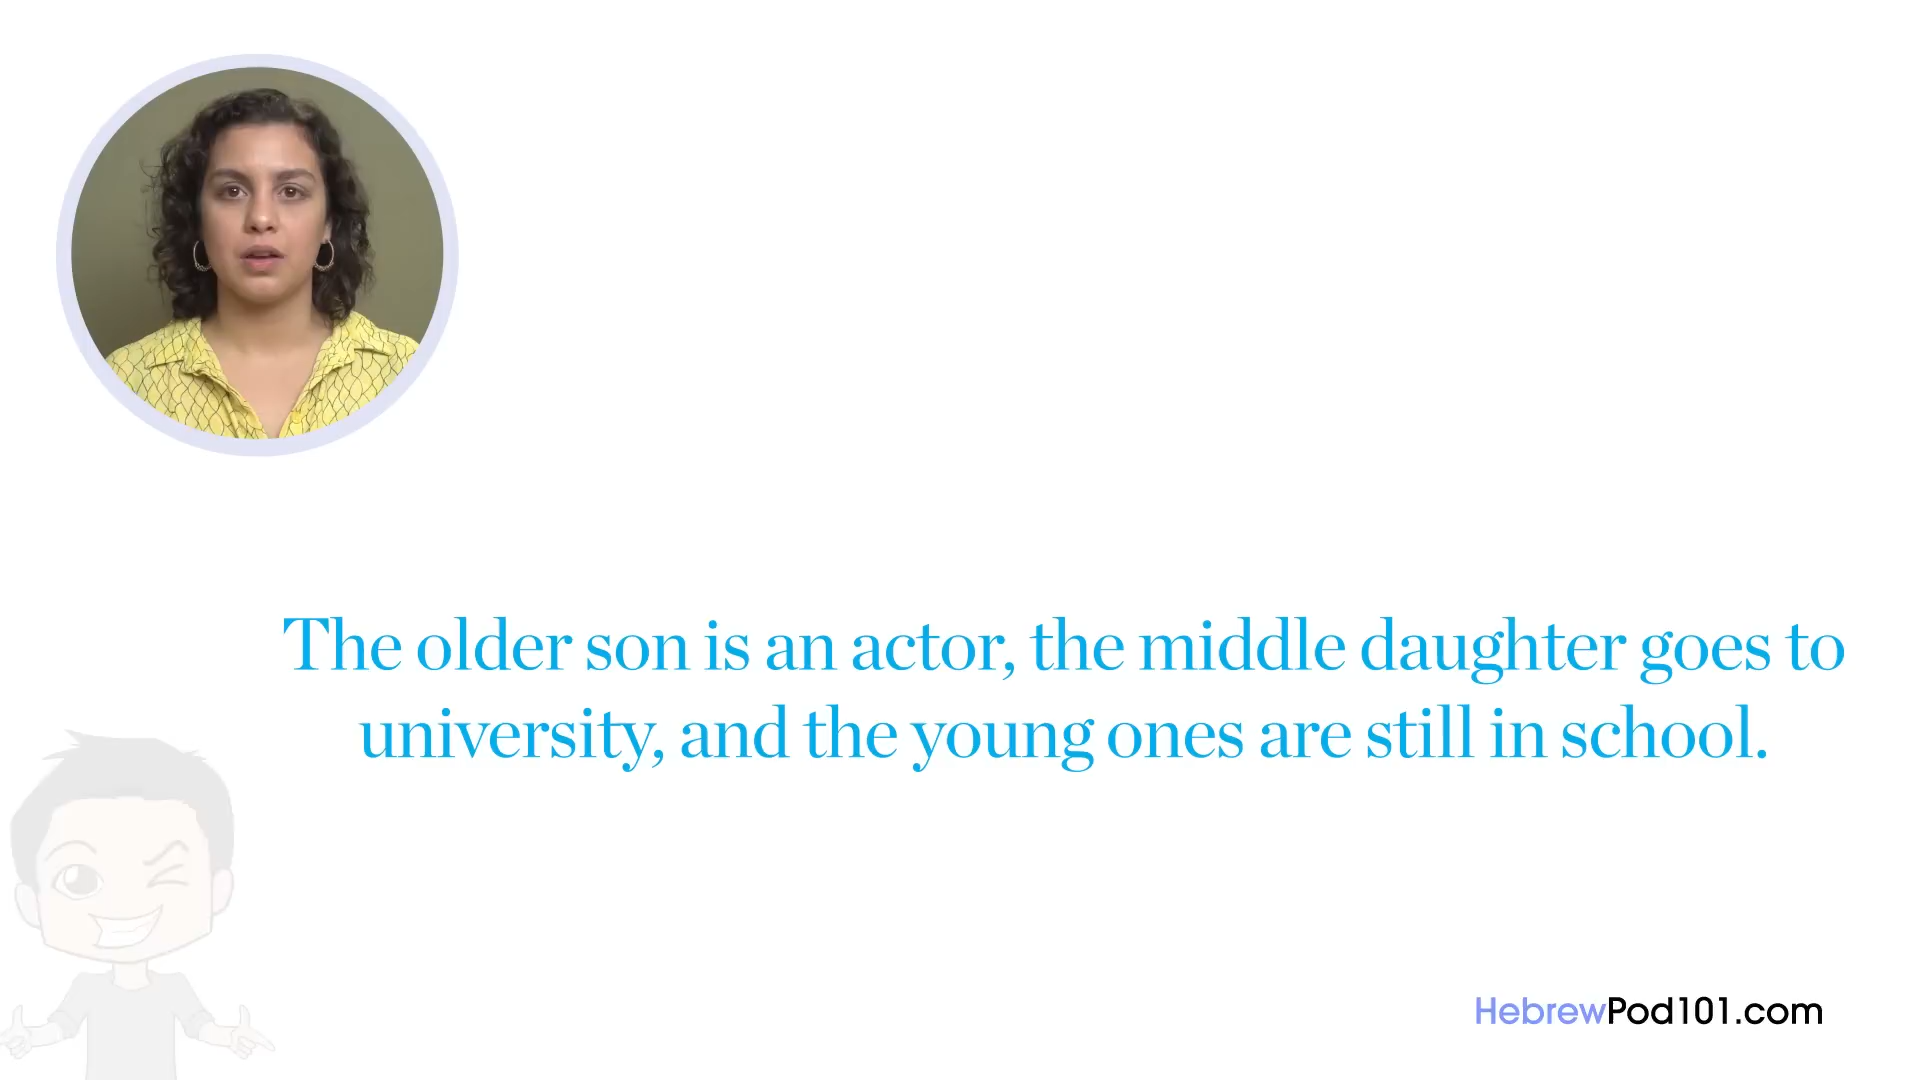 The older son is an actor, the middle daughter goes to
university, and the young ones are still in school.
HebrewPod101.com